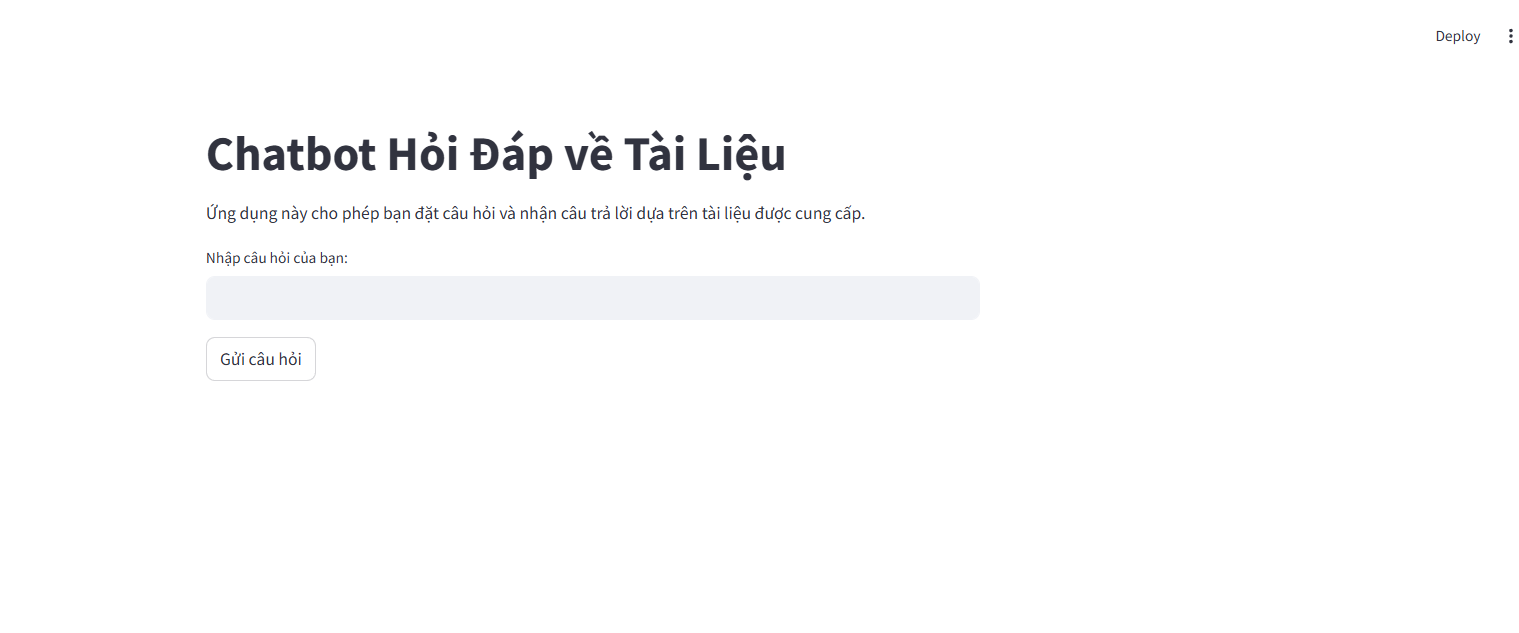 Deploy
Chatbot Hỏi Đáp về Tài Liệu
Ứng dụng này cho phép bạn đặt câu hỏi và nhận câu trả lời dựa trên tài liệu được cung cấp.
Nhập câu hỏi của bạn:
Gửi câu hỏi